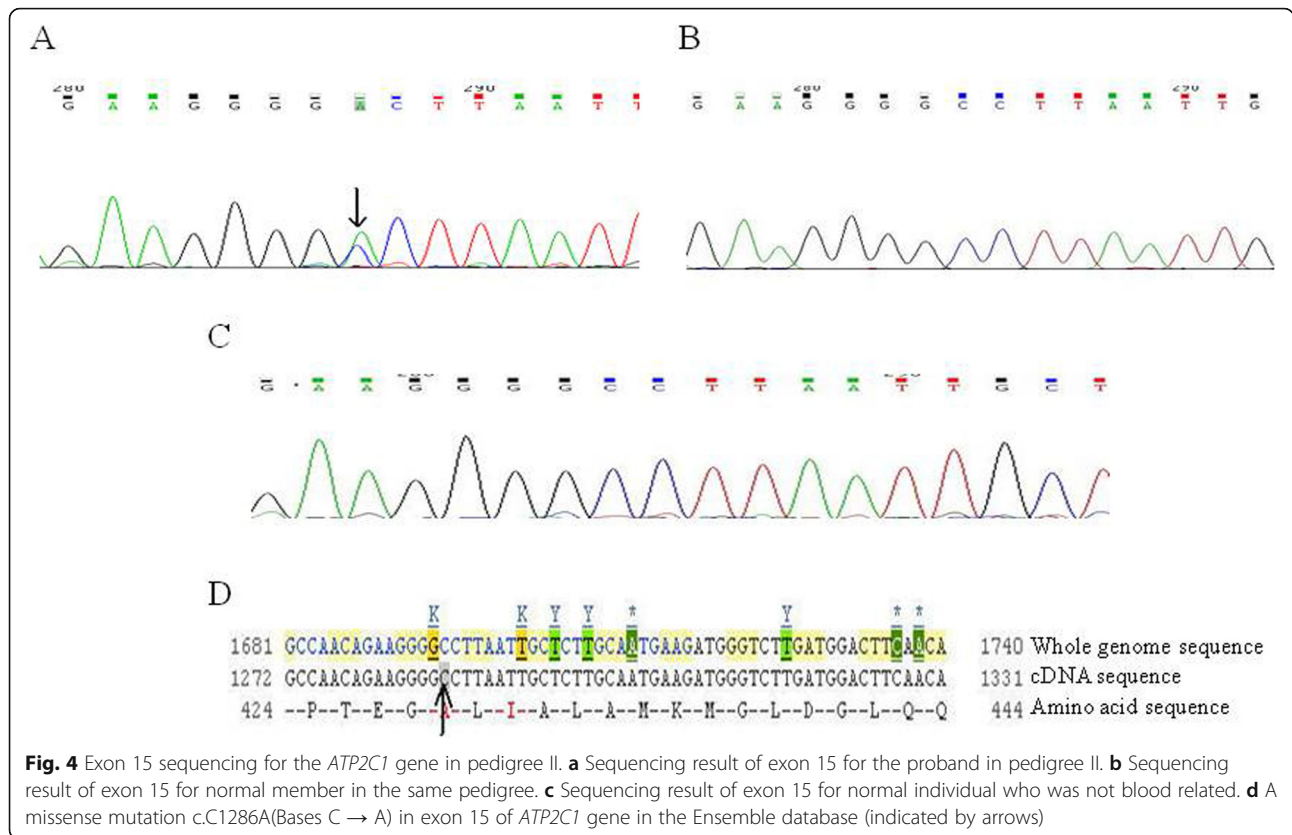 A
B
280 290
G A A G G G G A C T T A A T T
280 290
G A A G G G G C C T T A A T T G
C
G A A G G G G C C T T A A T T G C T
D
K K Y Y * Y * *
1681 GCCAACAGAAGGGGCCTTAATTGCTCTTGCAATGAAGATGGGTCTTGATGGACTTCAACA 1740 Whole genome sequence
1272 GCCAACAGAAGGGGCCTTAATTGCTCTTGCAATGAAGATGGGTCTTGATGGACTTCAACA 1331 cDNA sequence
424 --P--T--E--G--A--L--I--A--L--A--M--K--M--G--L--D--G--L--Q--Q 444 Amino acid sequence
Fig. 4 Exon 15 sequencing for the ATP2C1 gene in pedigree II. a Sequencing result of exon 15 for the proband in pedigree II. b Sequencing
result of exon 15 for normal member in the same pedigree. c Sequencing result of exon 15 for normal individual who was not blood related. d A
missense mutation c.C1286A(Bases C → A) in exon 15 of ATP2C1 gene in the Ensemble database (indicated by arrows)